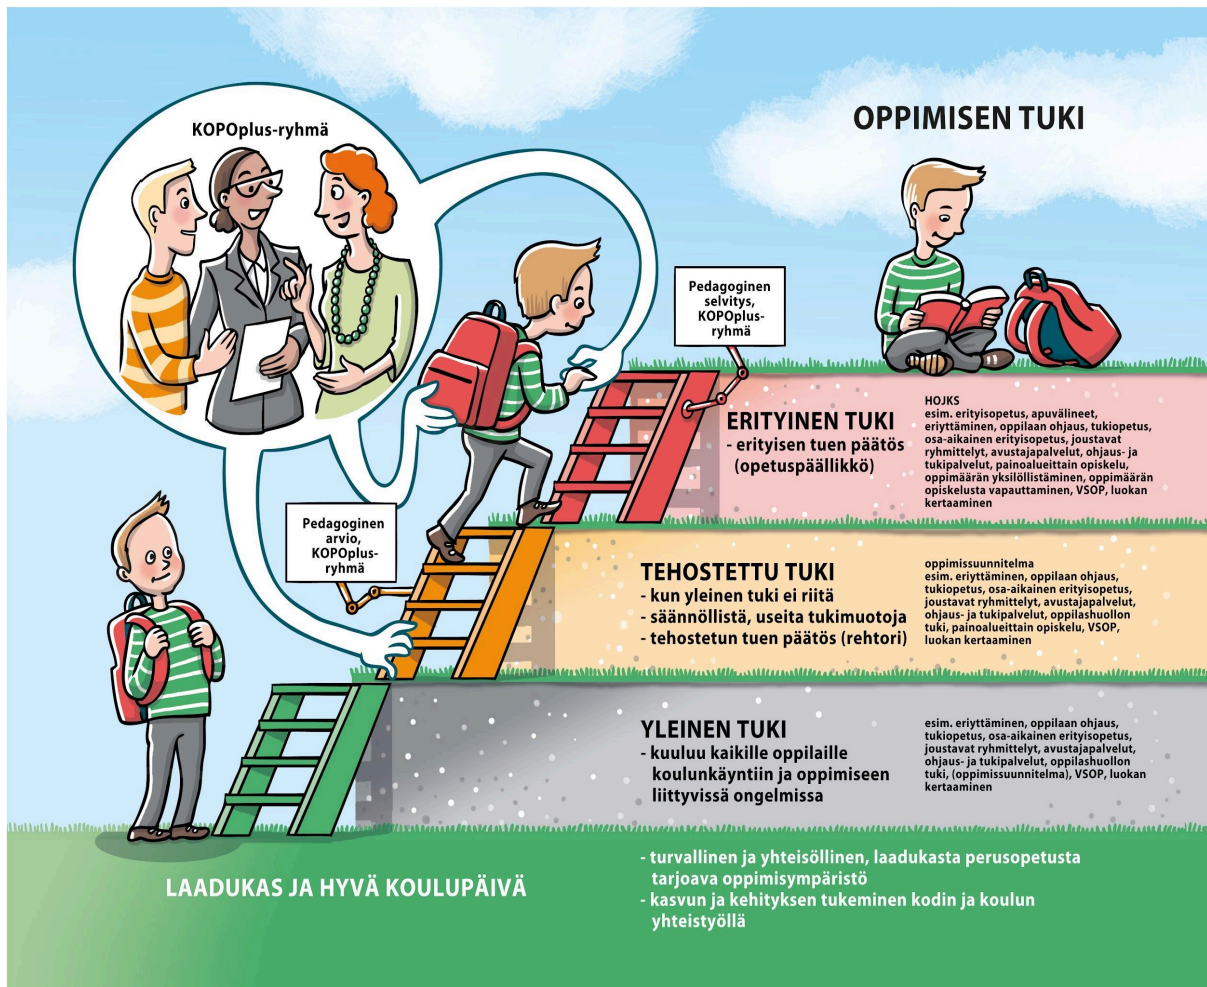 OPPIMISEN TUKI
KOPOplus-ryhmä
Pedagoginen
selvitys,
KOPOplus-
ryhmä
ERITYINEN TUKI
- erityisen tuen päätös
(opetuspäällikkö)
HOJKS
esim. erityisopetus, apuvälineet,
eriyttäminen, oppilaan ohjaus, tukiopetus,
osa-aikainen erityisopetus, joustavat
ryhmittelyt, avustajapalvelut, ohjaus- ja
tukipalvelut, painoalueittain opiskelu,
oppimäärän yksilöllistäminen, oppimäärän
opiskelusta vapauttaminen, VSOP, luokan
kertaaminen
Pedagoginen
arvio,
KOPOplus-
ryhmä
TEHOSTETTU TUKI
- kun yleinen tuki ei riitä
- säännöllistä, useita tukimuotoja
- tehostetun tuen päätös (rehtori)
oppimissuunnitelma
esim. eriyttäminen, oppilaan ohjaus,
tukiopetus, osa-aikainen erityisopetus,
joustavat ryhmittelyt, avustajapalvelut,
ohjaus- ja tukipalvelut, oppilashuollon
tuki, painoalueittain opiskelu, VSOP,
luokan kertaaminen
YLEINEN TUKI
- kuuluu kaikille oppilaille
koulunkäyntiin ja oppimiseen
liittyvissä ongelmissa
esim. eriyttäminen, oppilaan ohjaus,
tukiopetus, osa-aikainen erityisopetus,
joustavat ryhmittelyt, avustajapalvelut,
ohjaus- ja tukipalvelut, oppilashuollon
tuki, (oppimissuunnitelma), VSOP, luokan
kertaaminen
LAADUKAS JA HYVÄ KOULUPÄIVÄ
- turvallinen ja yhteisöllinen, laadukasta perusopetusta
tarjoava oppimisympäristö
- kasvun ja kehityksen tukeminen kodin ja koulun
yhteistyöllä